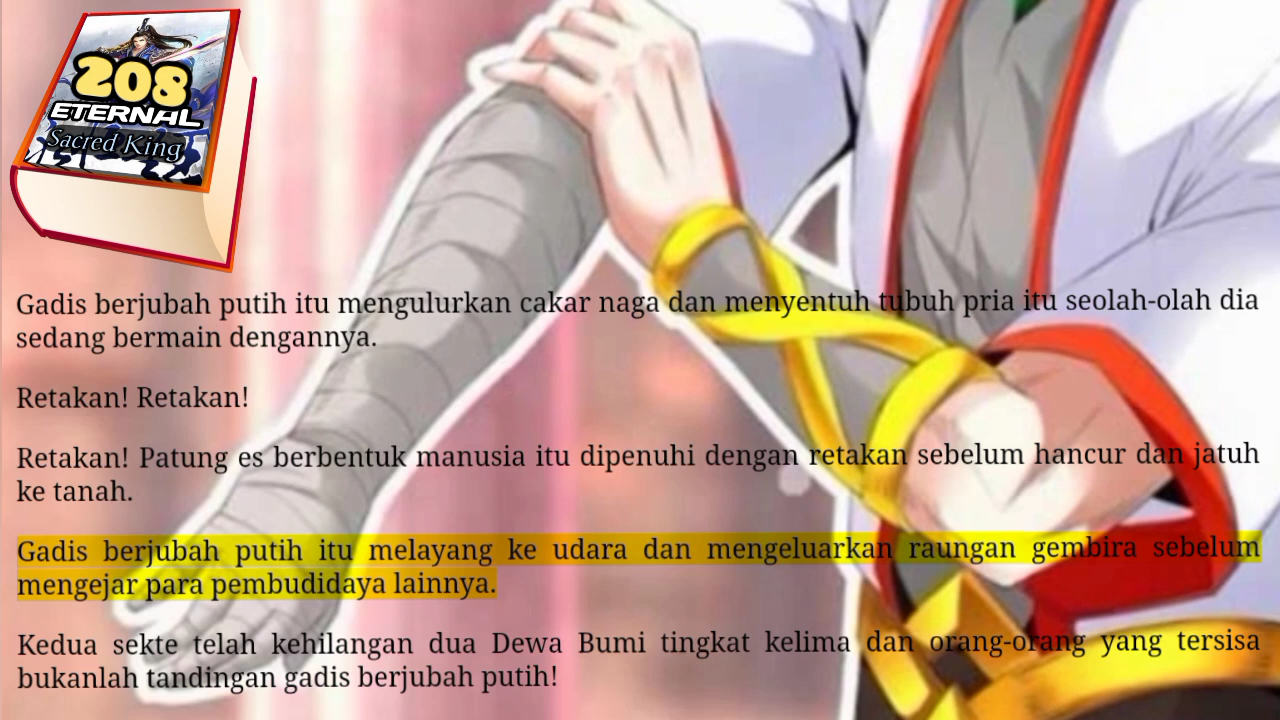 208
ETERNAL
Sacred King
Gadis berjubah putih itu mengulurkan cakar naga dan menyentuh tubuh pria itu seolah-olah dia
sedang bermain dengannya.
Retakan! Retakan!
Retakan! Patung es berbentuk manusia itu dipenuhi dengan retakan sebelum hancur dan jatuh
ke tanah.
Gadis berjubah putih itu melayang ke udara dan mengeluarkan raungan gembira sebelum
mengejar para pembudidaya lainnya.
Kedua sekte telah kehilangan dua Dewa Bumi tingkat kelima dan orang-orang yang tersisa
bukanlah tandingan gadis berjubah putih!